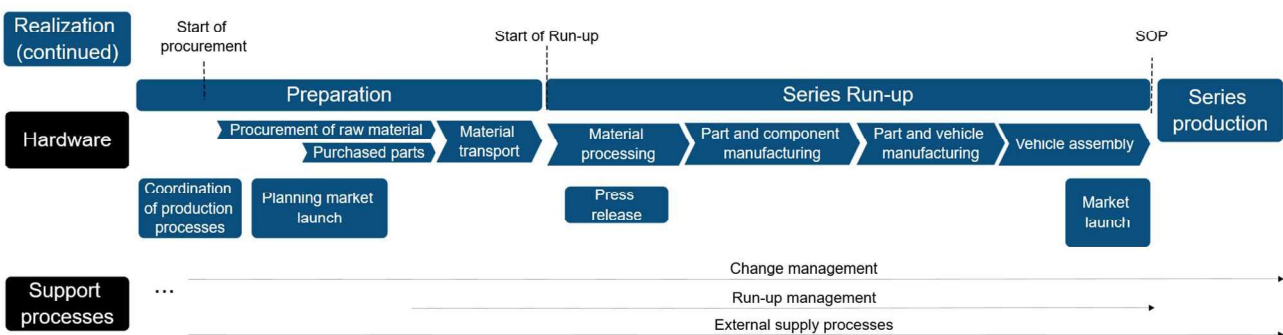 Realization
(continued)
Start of
procurement
Start of Run-up
SOP
Preparation
Series Run-up
Series
production
Hardware
Procurement of raw material
Purchased parts
Material
transport
Material
processing
Part and component
manufacturing
Part and vehicle
manufacturing
Vehicle assembly
Coordination
of production
processes
Planning market
launch
Press
release
Market
launch
Support
processes
...
Change management
Run-up management
External supply processes